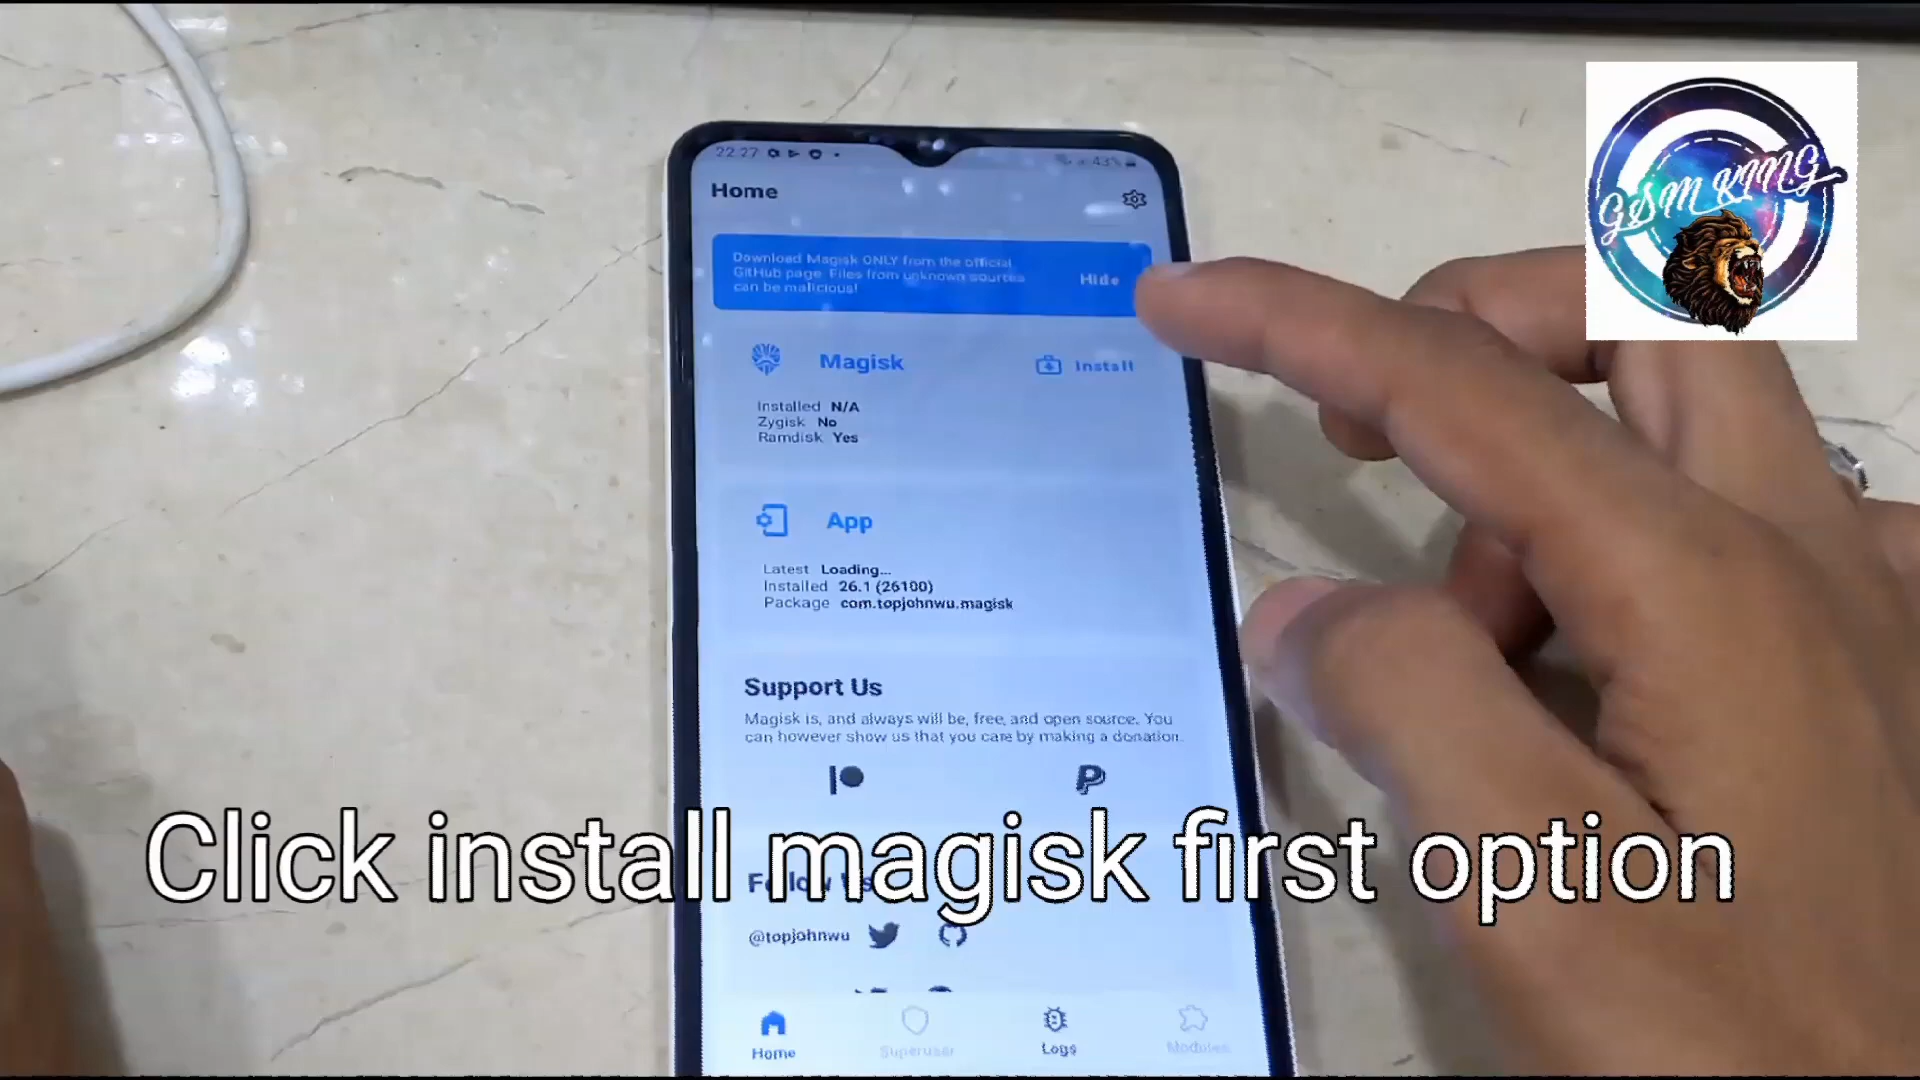 22:27
43%
Home
Download Magisk ONLY from the official
GitHub page. Files from unknown sources
can be malicious!
Hide
Magisk
Install
Installed N/A
Zygisk No
Ramdisk Yes
App
Latest Loading...
Installed 26.1 (26100)
Package com.topjohnwu.magisk
Support Us
Magisk is, and always will be, free, and open source. You
can however show us that you care by making a donation.
Click install magisk first option
Follow Us
@topjohnwu
Home
Superuser
Logs
Modules
GSM KING